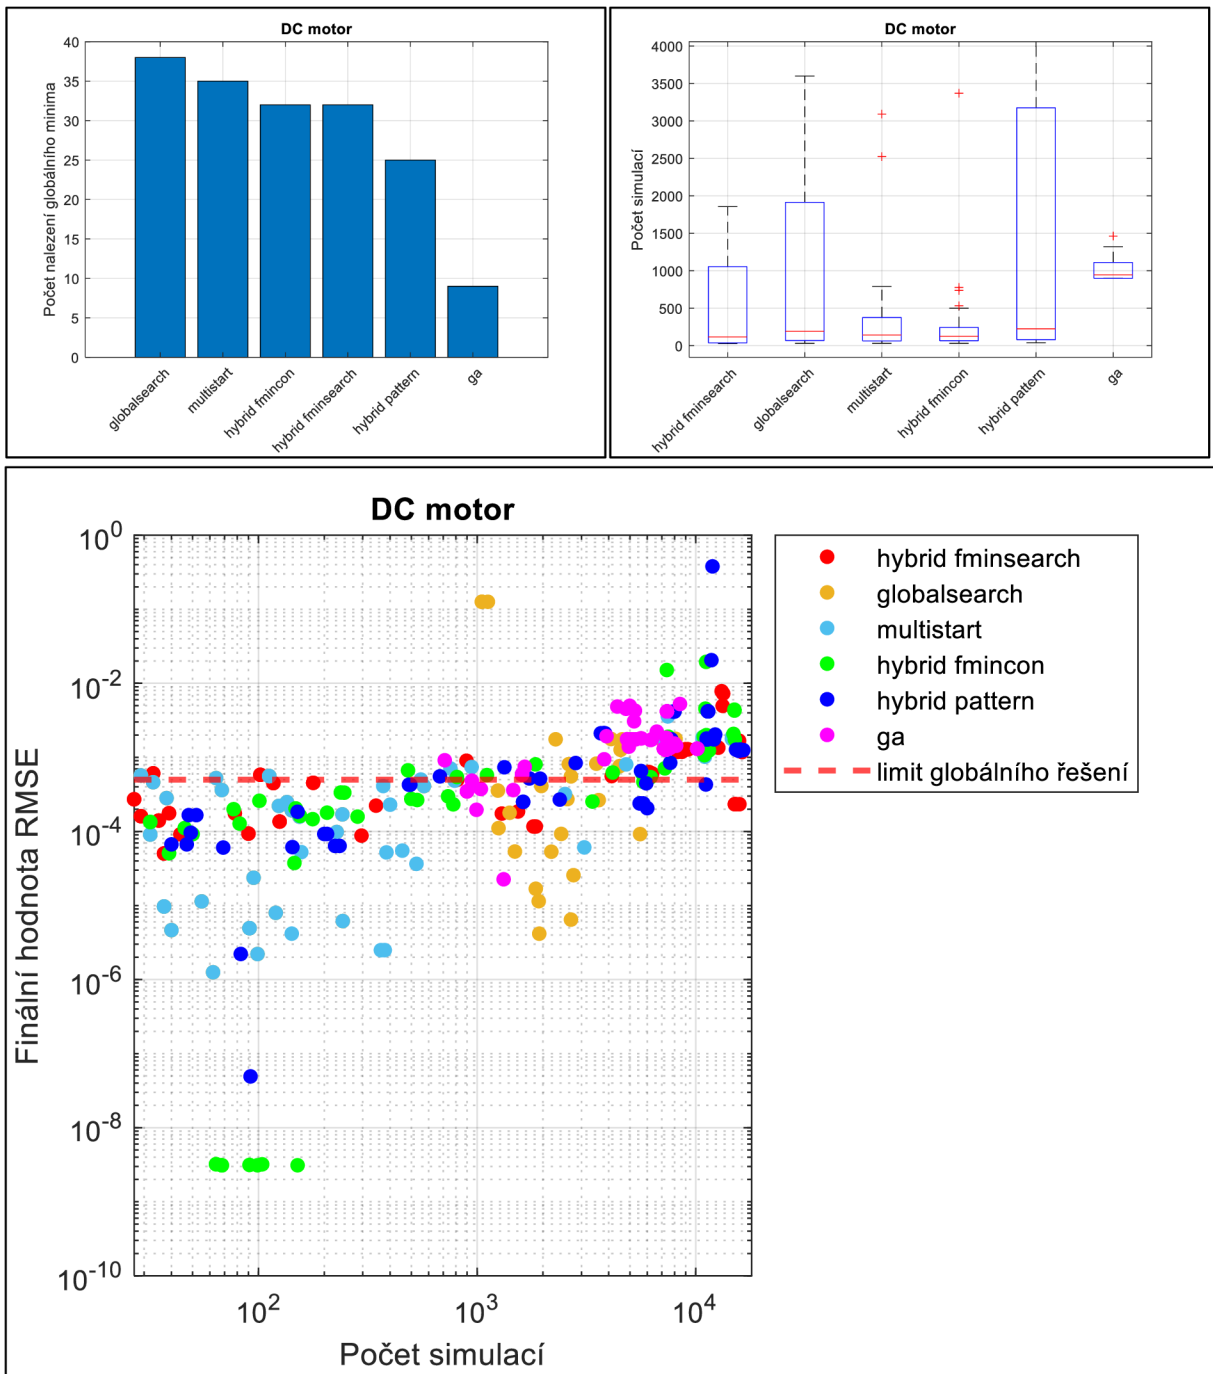 DC motor
Počet nalezení globálního minima
40
35
30
25
20
15
10
5
0
globalsearch
multistart
hybrid fmincon
hybrid fminsearch
hybrid pattern
ga
DC motor
Počet simulací
4000
3500
3000
2500
2000
1500
1000
500
0
hybrid fminsearch
globalsearch
multistart
hybrid fmincon
hybrid pattern
ga
DC motor
Finální hodnota RMSE
10^0
10^-2
10^-4
10^-6
10^-8
10^-10
10^2
10^3
10^4
Počet simulací
hybrid fminsearch
globalsearch
multistart
hybrid fmincon
hybrid pattern
ga
limit globálního řešení